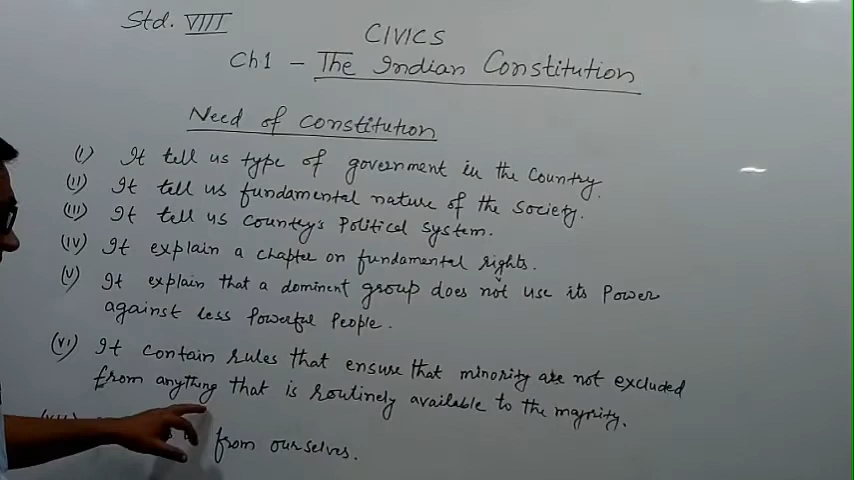 Std. VIII
CIVICS
Ch1 - The Indian Constitution
Need of constitution
(i) It tell us type of government in the Country.
(ii) It tell us fundamental nature of the Society.
(iii) It tell us country's Political system.
(iv) It explain a chapter on fundamental rights.
(v) It explain that a dominent group does not use its Power
against less Powerful People.
(vi) It contain rules that ensure that minority are not excluded
from anything that is routinely available to the majority.
from ourselves.